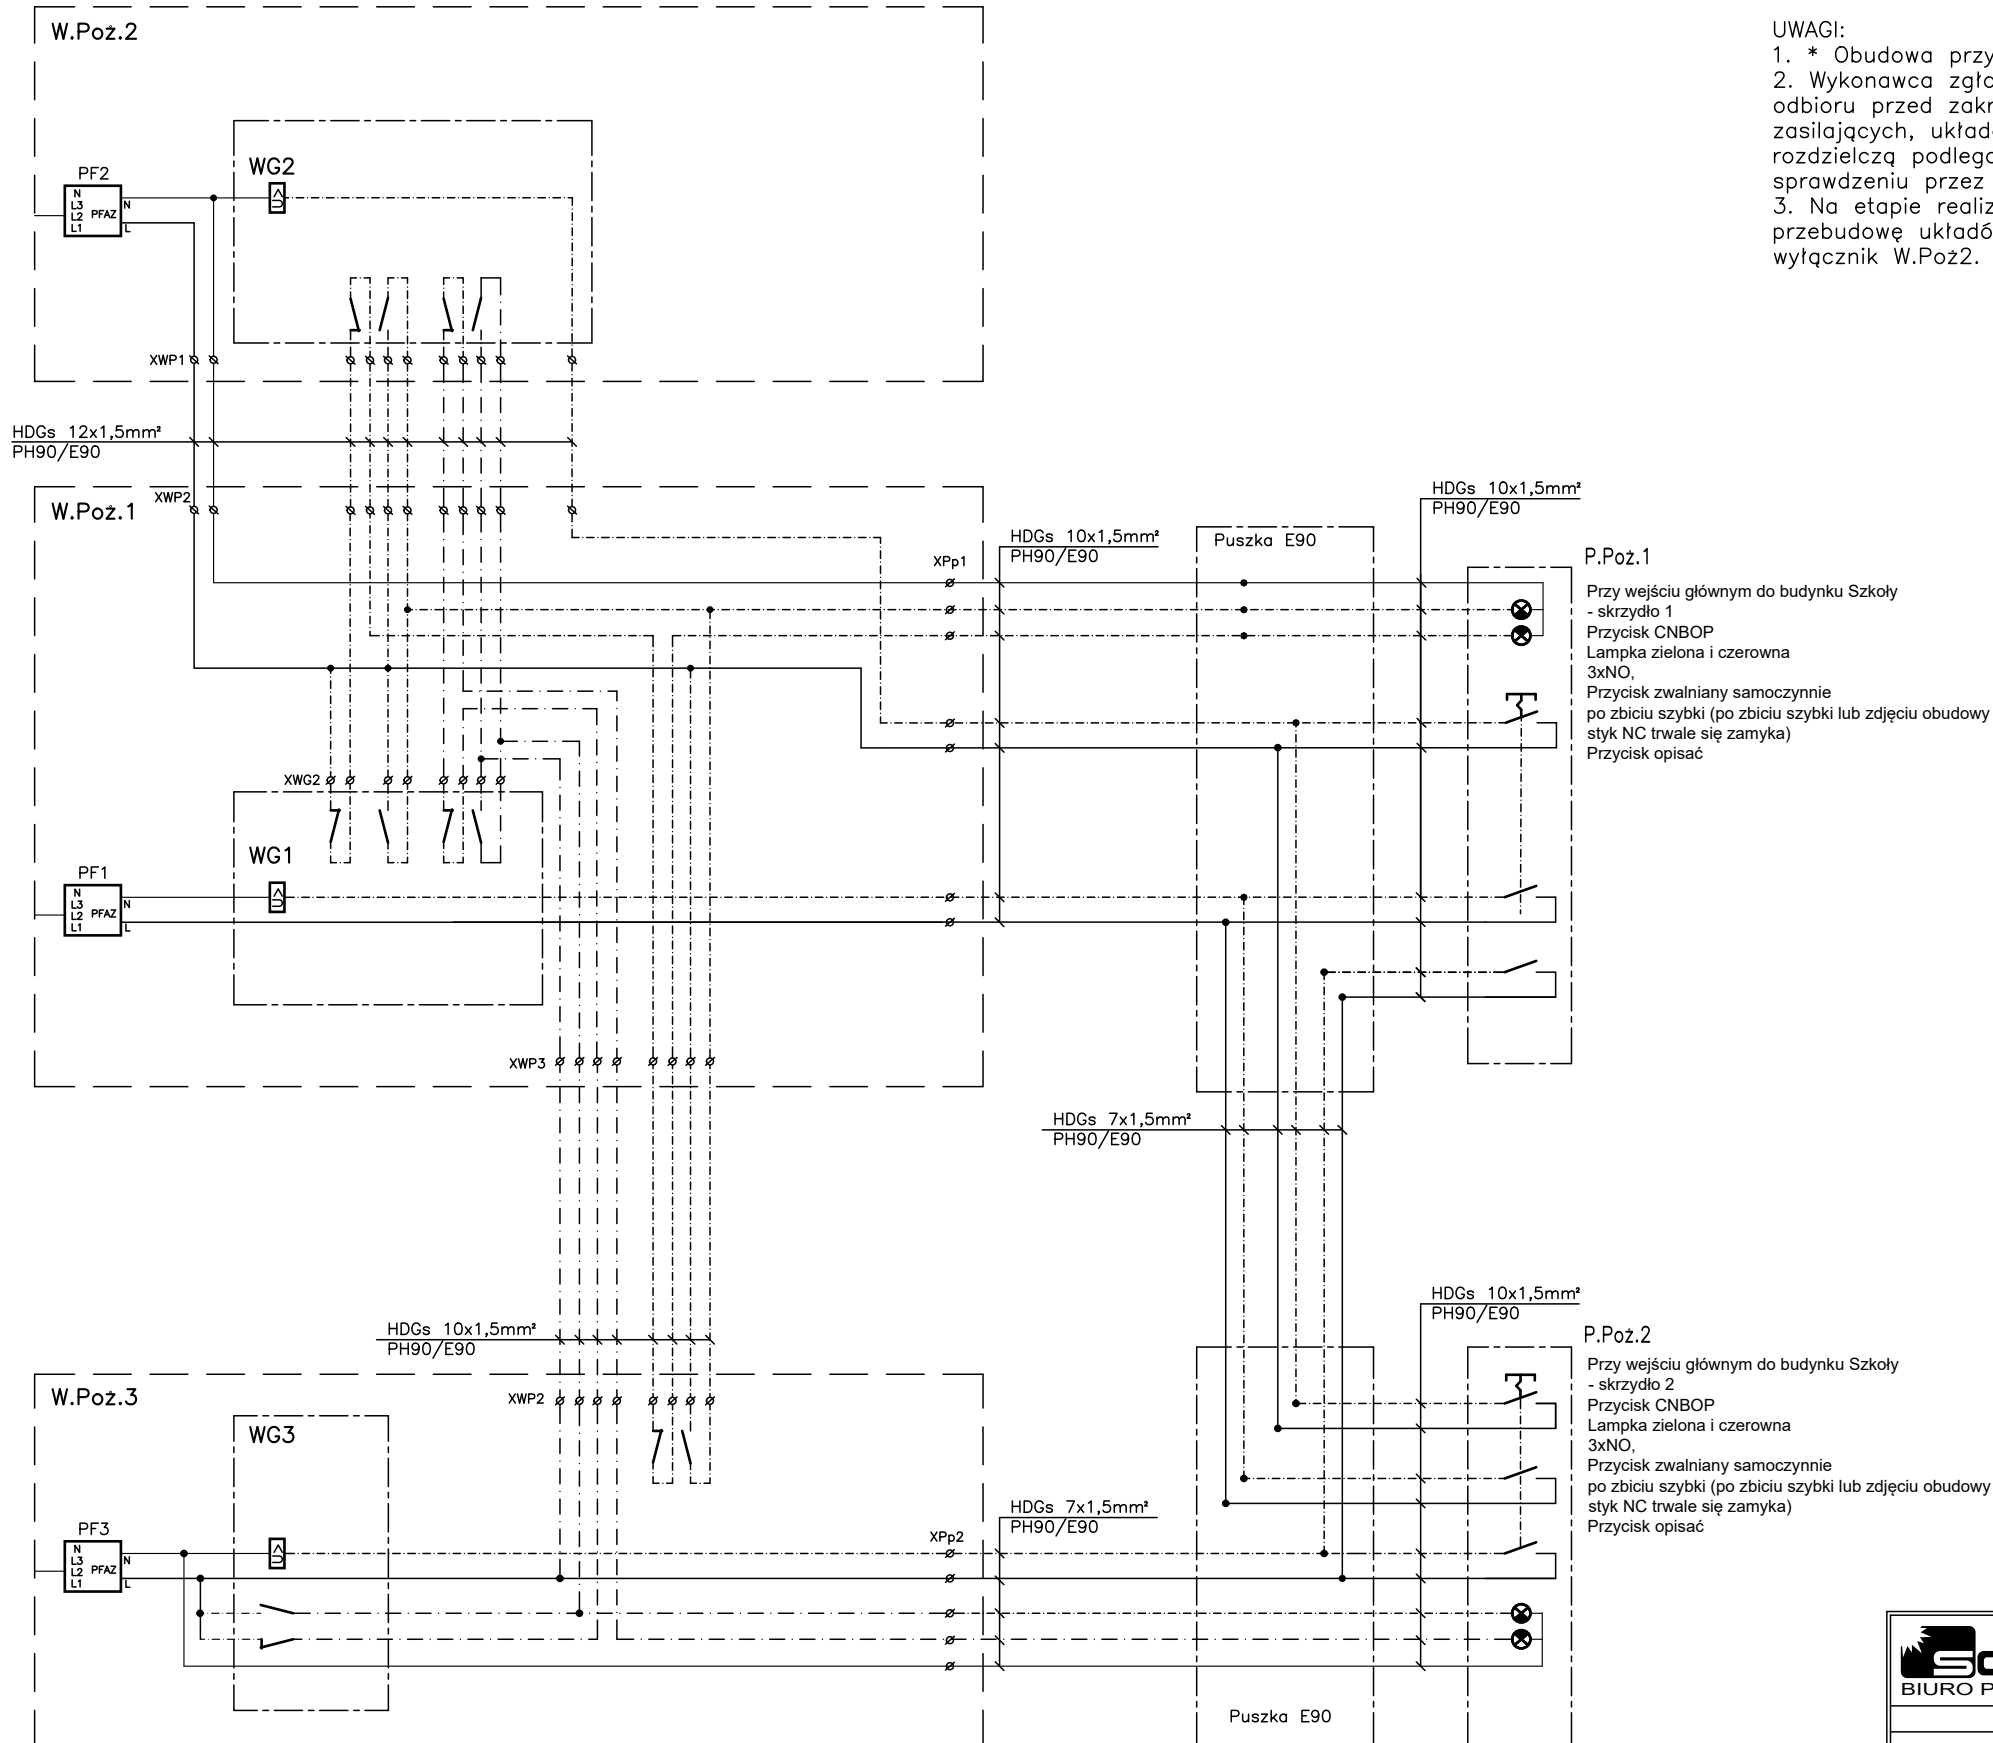 W.Poż.2
UWAGI:
1. * Obudowa przy
2. Wykonawca
odbioru przed
zasilających,
rozdzielczą
sprawdzeniu przez
3. Na etapie
przebudowę
wyłącznik W.Poż2.
PF2
N
L3
L2 PFAZ
L1
N
L
WG2
U>
XWP1
HDGs 12x1,5mm²
PH90/E90
XWP2
W.Poż.1
HDGs 10x1,5mm²
PH90/E90
XPp1
HDGs 10x1,5mm²
PH90/E90
Puszka E90
P.Poż.1
Przy wejściu głównym do budynku Szkoły
- skrzydło 1
Przycisk CNBOP
Lampka zielona i czerowna
3xNO,
Przycisk zwalniany samoczynnie
po zbiciu szybki (po zbiciu szybki lub zdjęciu obudowy
styk NC trwale się zamyka)
Przycisk opisać
XWG2
WG1
U>
PF1
N
L3
L2 PFAZ
L1
N
L
XWP3
HDGs 7x1,5mm²
PH90/E90
HDGs 10x1,5mm²
PH90/E90
HDGs 10x1,5mm²
PH90/E90
P.Poż.2
Przy wejściu głównym do budynku Szkoły
- skrzydło 2
Przycisk CNBOP
Lampka zielona i czerowna
3xNO,
Przycisk zwalniany samoczynnie
po zbiciu szybki (po zbiciu szybki lub zdjęciu obudowy
styk NC trwale się zamyka)
Przycisk opisać
W.Poż.3
XWP2
WG3
U>
HDGs 7x1,5mm²
PH90/E90
XPp2
PF3
N
L3
L2 PFAZ
L1
N
L
Puszka E90
BIURO